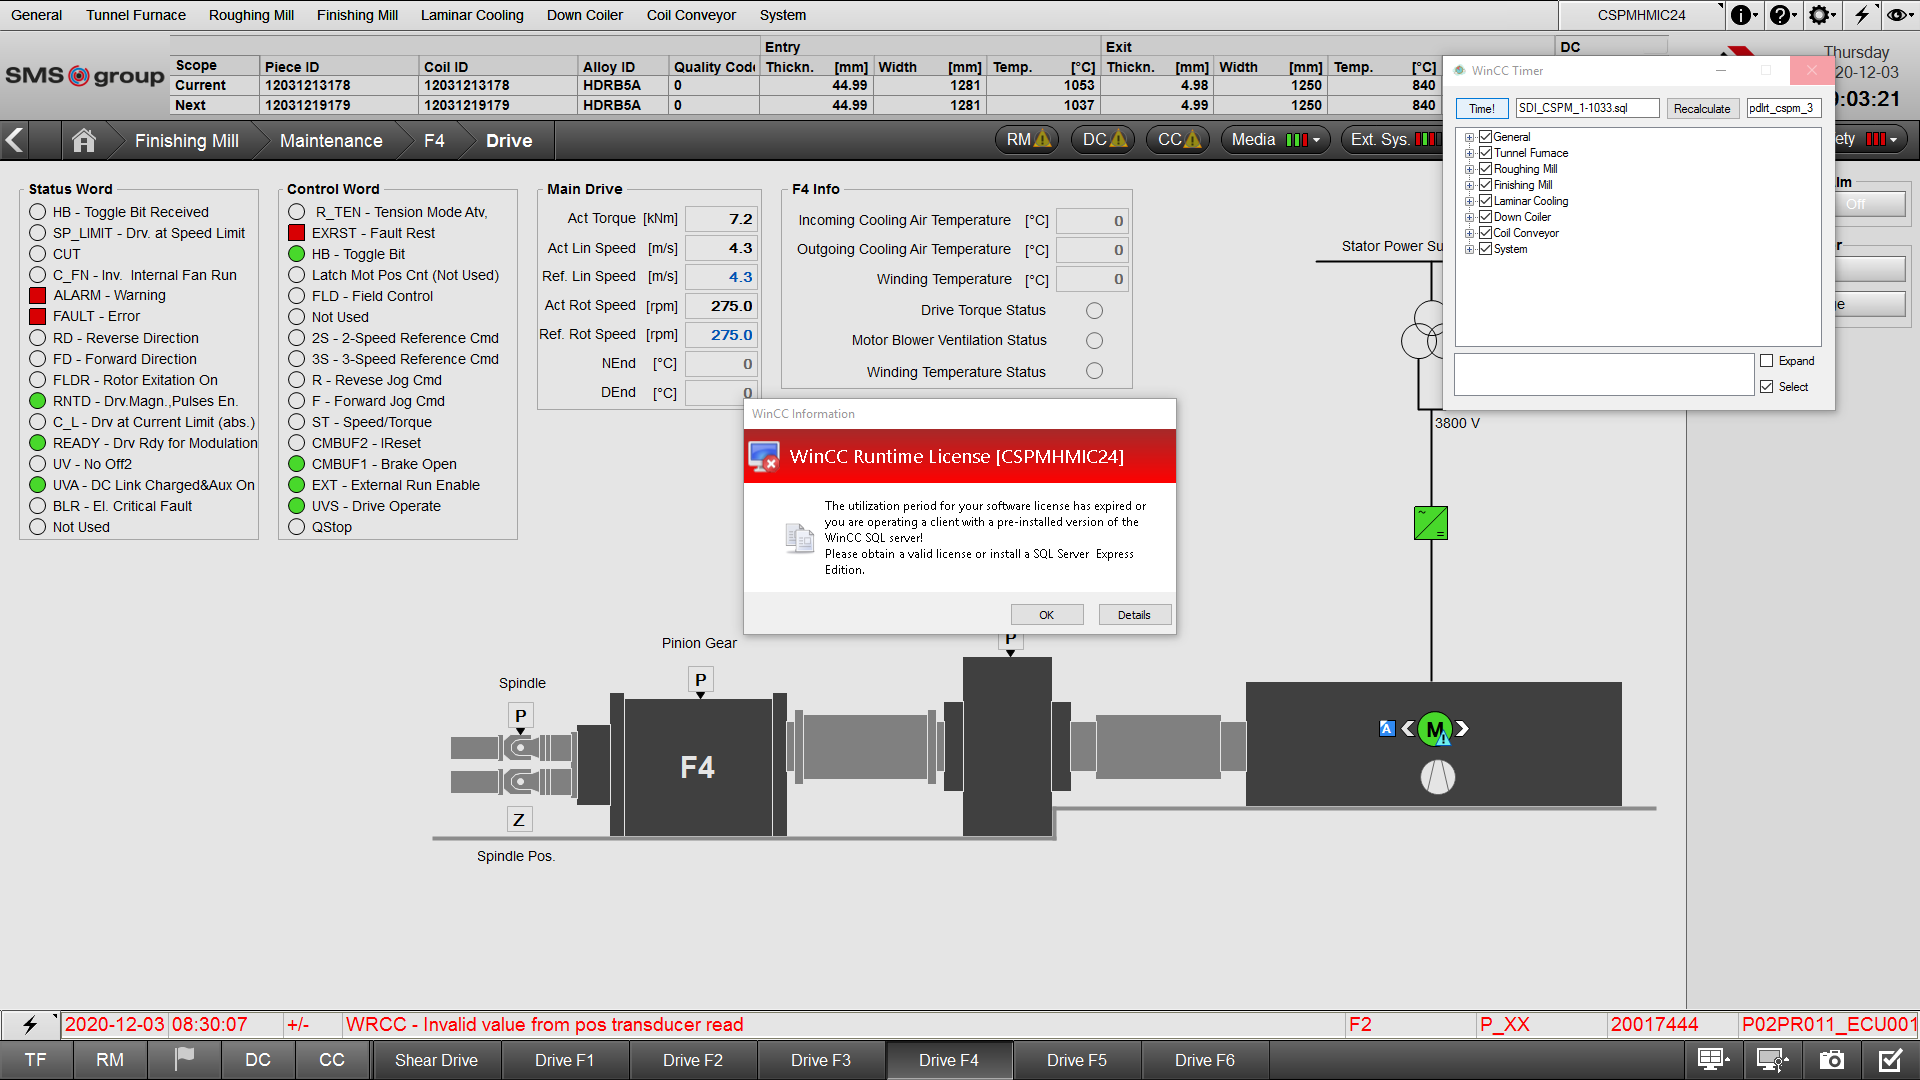 General Tunnel Furnace Roughing Mill Finishing Mill Laminar Cooling Down Coiler Coil Conveyor System CSPMHMIC24
SMS group
Entry Exit DC
Scope Piece ID Coil ID Alloy ID Quality Code Thickn. [mm] Width [mm] Temp. [°C] Thickn. [mm] Width [mm] Temp. [°C]
Current 12031213178 12031213178 HDRB5A 0 44.99 1281 1053 4.98 1250 840
Next 12031219179 12031219179 HDRB5A 0 44.99 1281 1037 4.99 1250 840
Thursday
20-12-03
0:03:21
Finishing Mill Maintenance F4 Drive RM DC CC Media Ext. Sys. ety
WinCC Timer
Time! SDI_CSPM_1-1033.sql Recalculate pdlrt_cspm_3
General
Tunnel Furnace
Roughing Mill
Finishing Mill
Laminar Cooling
Down Coiler
Coil Conveyor
System
Expand
Select
lm
Off
r
ge
Status Word
HB - Toggle Bit Received
SP_LIMIT - Drv. at Speed Limit
CUT
C_FN - Inv. Internal Fan Run
ALARM - Warning
FAULT - Error
RD - Reverse Direction
FD - Forward Direction
FLDR - Rotor Exitation On
RNTD - Drv.Magn.,Pulses En.
C_L - Drv at Current Limit (abs.)
READY - Drv Rdy for Modulation
UV - No Off2
UVA - DC Link Charged&Aux On
BLR - El. Critical Fault
Not Used
Control Word
R_TEN - Tension Mode Atv,
EXRST - Fault Rest
HB - Toggle Bit
Latch Mot Pos Cnt (Not Used)
FLD - Field Control
Not Used
2S - 2-Speed Reference Cmd
3S - 3-Speed Reference Cmd
R - Revese Jog Cmd
F - Forward Jog Cmd
ST - Speed/Torque
CMBUF2 - IReset
CMBUF1 - Brake Open
EXT - External Run Enable
UVS - Drive Operate
QStop
Main Drive
Act Torque [kNm] 7.2
Act Lin Speed [m/s] 4.3
Ref. Lin Speed [m/s] 4.3
Act Rot Speed [rpm] 275.0
Ref. Rot Speed [rpm] 275.0
NEnd [°C] 0
DEnd [°C] 0
F4 Info
Incoming Cooling Air Temperature [°C] 0
Outgoing Cooling Air Temperature [°C] 0
Winding Temperature [°C] 0
Drive Torque Status
Motor Blower Ventilation Status
Winding Temperature Status
Stator Power Su
3800 V
~
=
WinCC Information
WinCC Runtime License [CSPMHMIC24]
The utilization period for your software license has expired or
you are operating a client with a pre-installed version of the
WinCC SQL server!
Please obtain a valid license or install a SQL Server Express
Edition.
OK Details
Pinion Gear
P
P
Spindle
P
F4
Z
Spindle Pos.
A M
2020-12-03 08:30:07 +/- WRCC - Invalid value from pos transducer read F2 P_XX 20017444 P02PR011_ECU001
TF RM DC CC Shear Drive Drive F1 Drive F2 Drive F3 Drive F4 Drive F5 Drive F6